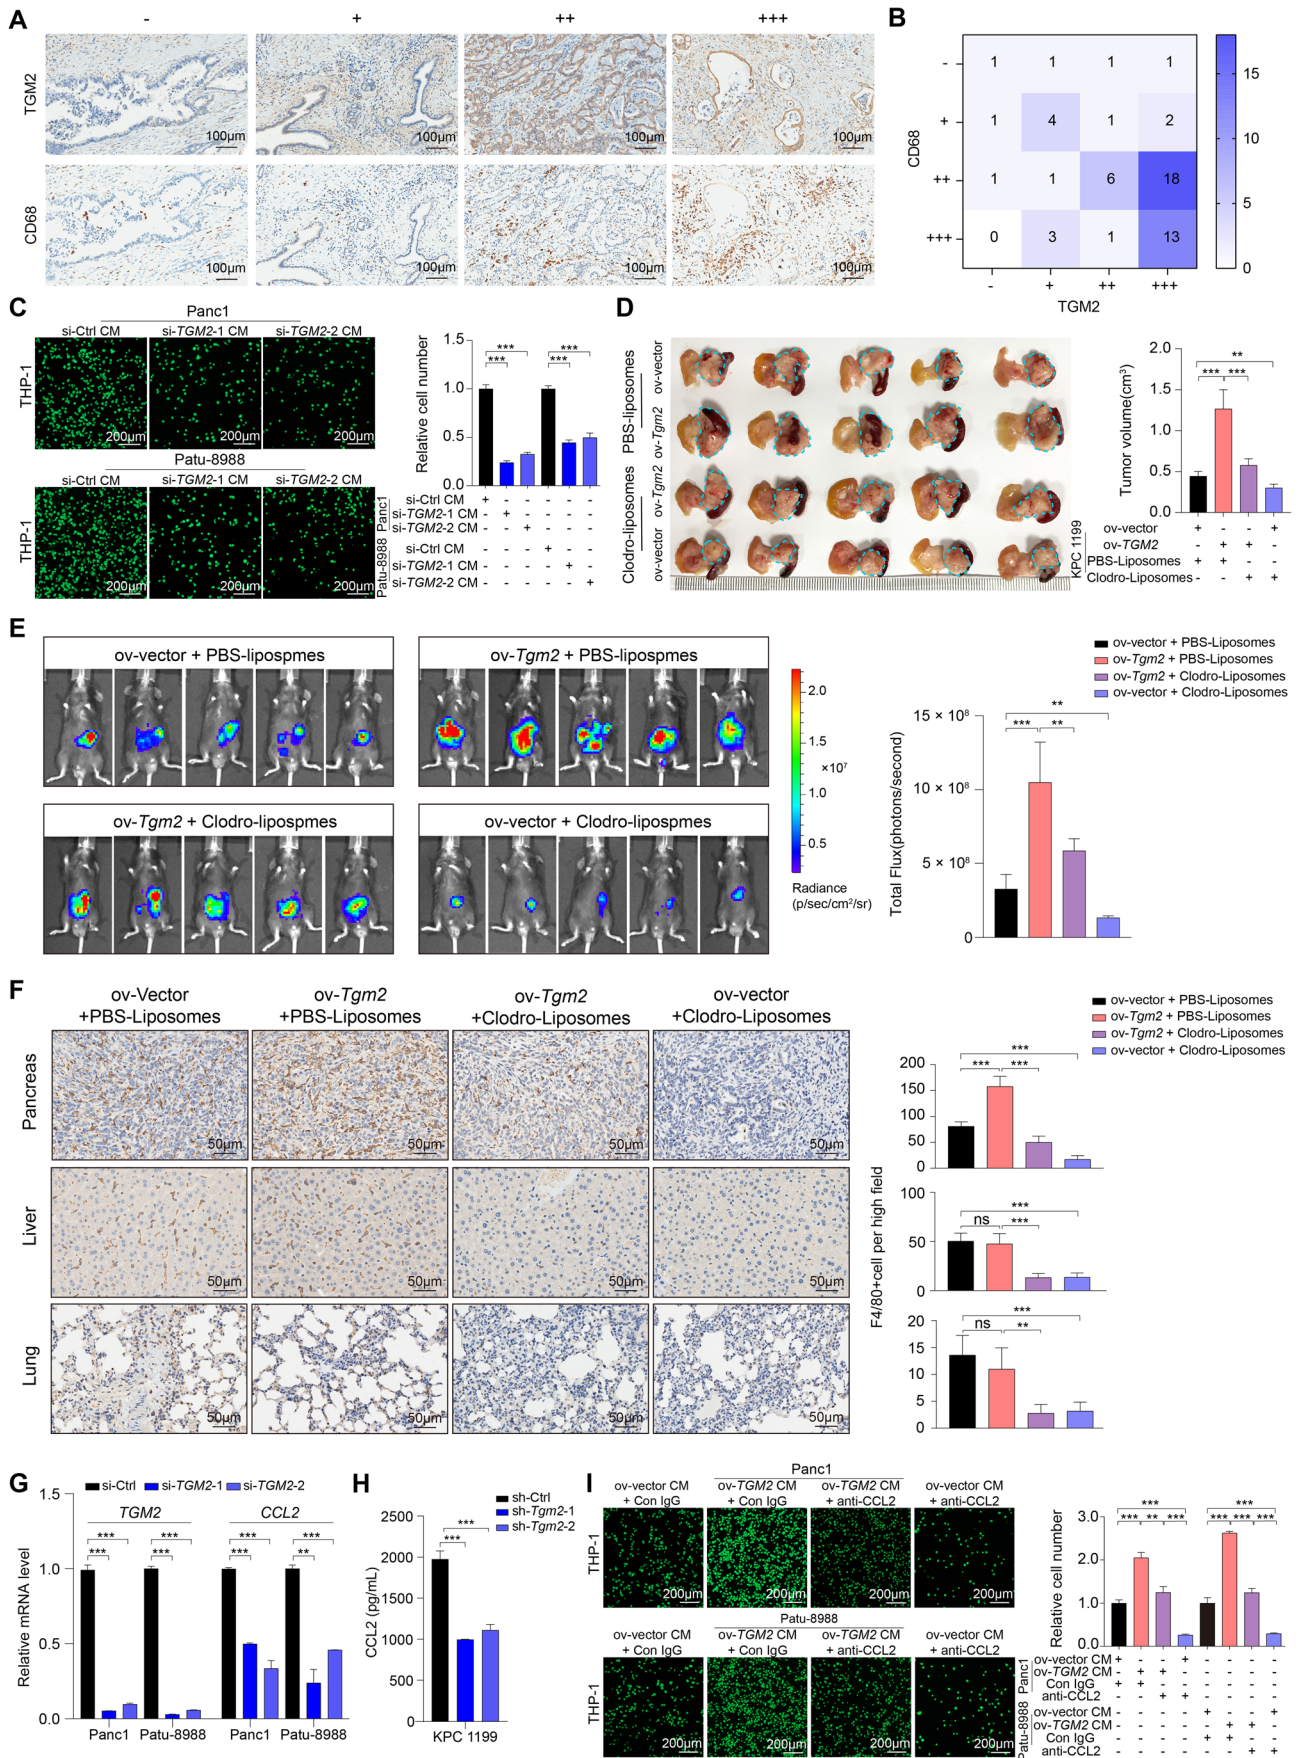 A
- + ++ +++
TGM2
100μm 100μm 100μm 100μm
CD68
100μm 100μm 100μm 100μm
B
CD68
- 1 1 1 1
+ 1 4 1 2
++ 1 1 6 18
+++ 0 3 1 13
- + ++ +++
TGM2
15
10
5
0
C
Panc1
si-Ctrl CM si-TGM2-1 CM si-TGM2-2 CM
THP-1
200μm 200μm 200μm
Patu-8988
si-Ctrl CM si-TGM2-1 CM si-TGM2-2 CM
THP-1
200μm 200μm 200μm
Relative cell number
1.5
1.0
0.5
0.0
*** *** *** ***
Panc1
si-Ctrl CM + - - - - -
si-TGM2-1 CM - + - - - -
si-TGM2-2 CM - - + - - -
Patu-8988
si-Ctrl CM - - - + - -
si-TGM2-1 CM - - - - + -
si-TGM2-2 CM - - - - - +
D
PBS-liposomes
ov-vector
ov-Tgm2
Clodro-liposomes
ov-Tgm2
ov-vector
Tumor volume(cm³)
2.0
1.5
1.0
0.5
0.0
**
*** ***
KPC 1199
ov-vector + - - +
ov-TGM2 - + + -
PBS-Liposomes + + - -
Clodro-Liposomes - - + +
E
ov-vector + PBS-lipospmes
ov-Tgm2 + PBS-lipospmes
ov-Tgm2 + Clodro-lipospmes
ov-vector + Clodro-lipospmes
2.0
1.5
×10⁷
1.0
0.5
Radiance
(p/sec/cm²/sr)
ov-vector + PBS-Liposomes
ov-Tgm2 + PBS-Liposomes
ov-Tgm2 + Clodro-Liposomes
ov-vector + Clodro-Liposomes
Total Flux(photons/second)
15 × 10⁸
10 × 10⁸
5 × 10⁸
0
**
*** **
F
ov-Vector
+PBS-Liposomes
ov-Tgm2
+PBS-Liposomes
ov-Tgm2
+Clodro-Liposomes
ov-vector
+Clodro-Liposomes
Pancreas
50μm 50μm 50μm 50μm
Liver
50μm 50μm 50μm 50μm
Lung
50μm 50μm 50μm 50μm
ov-vector + PBS-Liposomes
ov-Tgm2 + PBS-Liposomes
ov-Tgm2 + Clodro-Liposomes
ov-vector + Clodro-Liposomes
F4/80+cell per high field
200
150
100
50
0
***
*** ***
100
50
0
***
ns ***
20
15
10
5
0
***
ns **
G
si-Ctrl si-TGM2-1 si-TGM2-2
Relative mRNA level
1.5
1.0
0.5
0.0
TGM2 CCL2
*** *** *** ***
*** *** *** **
Panc1 Patu-8988 Panc1 Patu-8988
H
sh-Ctrl
sh-Tgm2-1
sh-Tgm2-2
CCL2 (pg/mL)
2500
2000
1500
1000
500
0
***
***
KPC 1199
I
Panc1
ov-vector CM
+ Con IgG
ov-TGM2 CM
+ Con IgG
ov-TGM2 CM
+ anti-CCL2
ov-vector CM
+ anti-CCL2
THP-1
200μm 200μm 200μm 200μm
Patu-8988
ov-vector CM
+ Con IgG
ov-TGM2 CM
+ Con IgG
ov-TGM2 CM
+ anti-CCL2
ov-vector CM
+ anti-CCL2
THP-1
200μm 200μm 200μm 200μm
Relative cell number
3.0
2.0
1.0
0.0
*** ***
*** ** *** *** *** ***
Panc1
ov-vector CM + - - + - - - -
ov-TGM2 CM - + + - - - - -
Con IgG + + - - - - - -
anti-CCL2 - - + + - - - -
Patu-8988
ov-vector CM - - - - + - - +
ov-TGM2 CM - - - - - + + -
Con IgG - - - - + + - -
anti-CCL2 - - - - - - + +